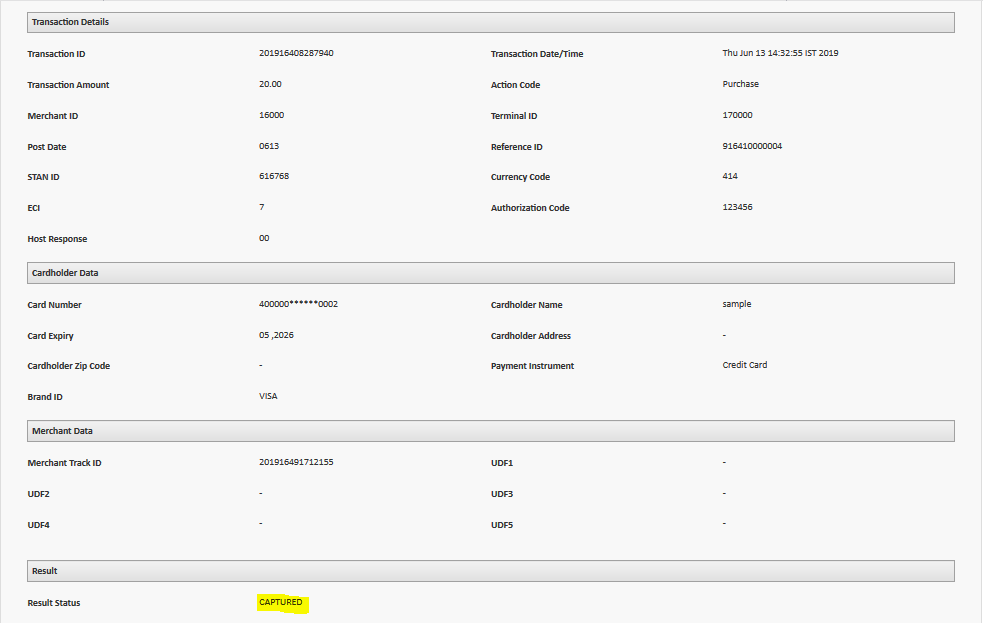 Transaction Details
Transaction ID 201916408287940 Transaction Date/Time Thu Jun 13 14:32:55 IST 2019
Transaction Amount 20.00 Action Code Purchase
Merchant ID 16000 Terminal ID 170000
Post Date 0613 Reference ID 916410000004
STAN ID 616768 Currency Code 414
ECI 7 Authorization Code 123456
Host Response 00
Cardholder Data
Card Number 400000******0002 Cardholder Name sample
Card Expiry 05 ,2026 Cardholder Address -
Cardholder Zip Code - Payment Instrument Credit Card
Brand ID VISA
Merchant Data
Merchant Track ID 201916491712155 UDF1 -
UDF2 - UDF3 -
UDF4 - UDF5 -
Result
Result Status CAPTURED